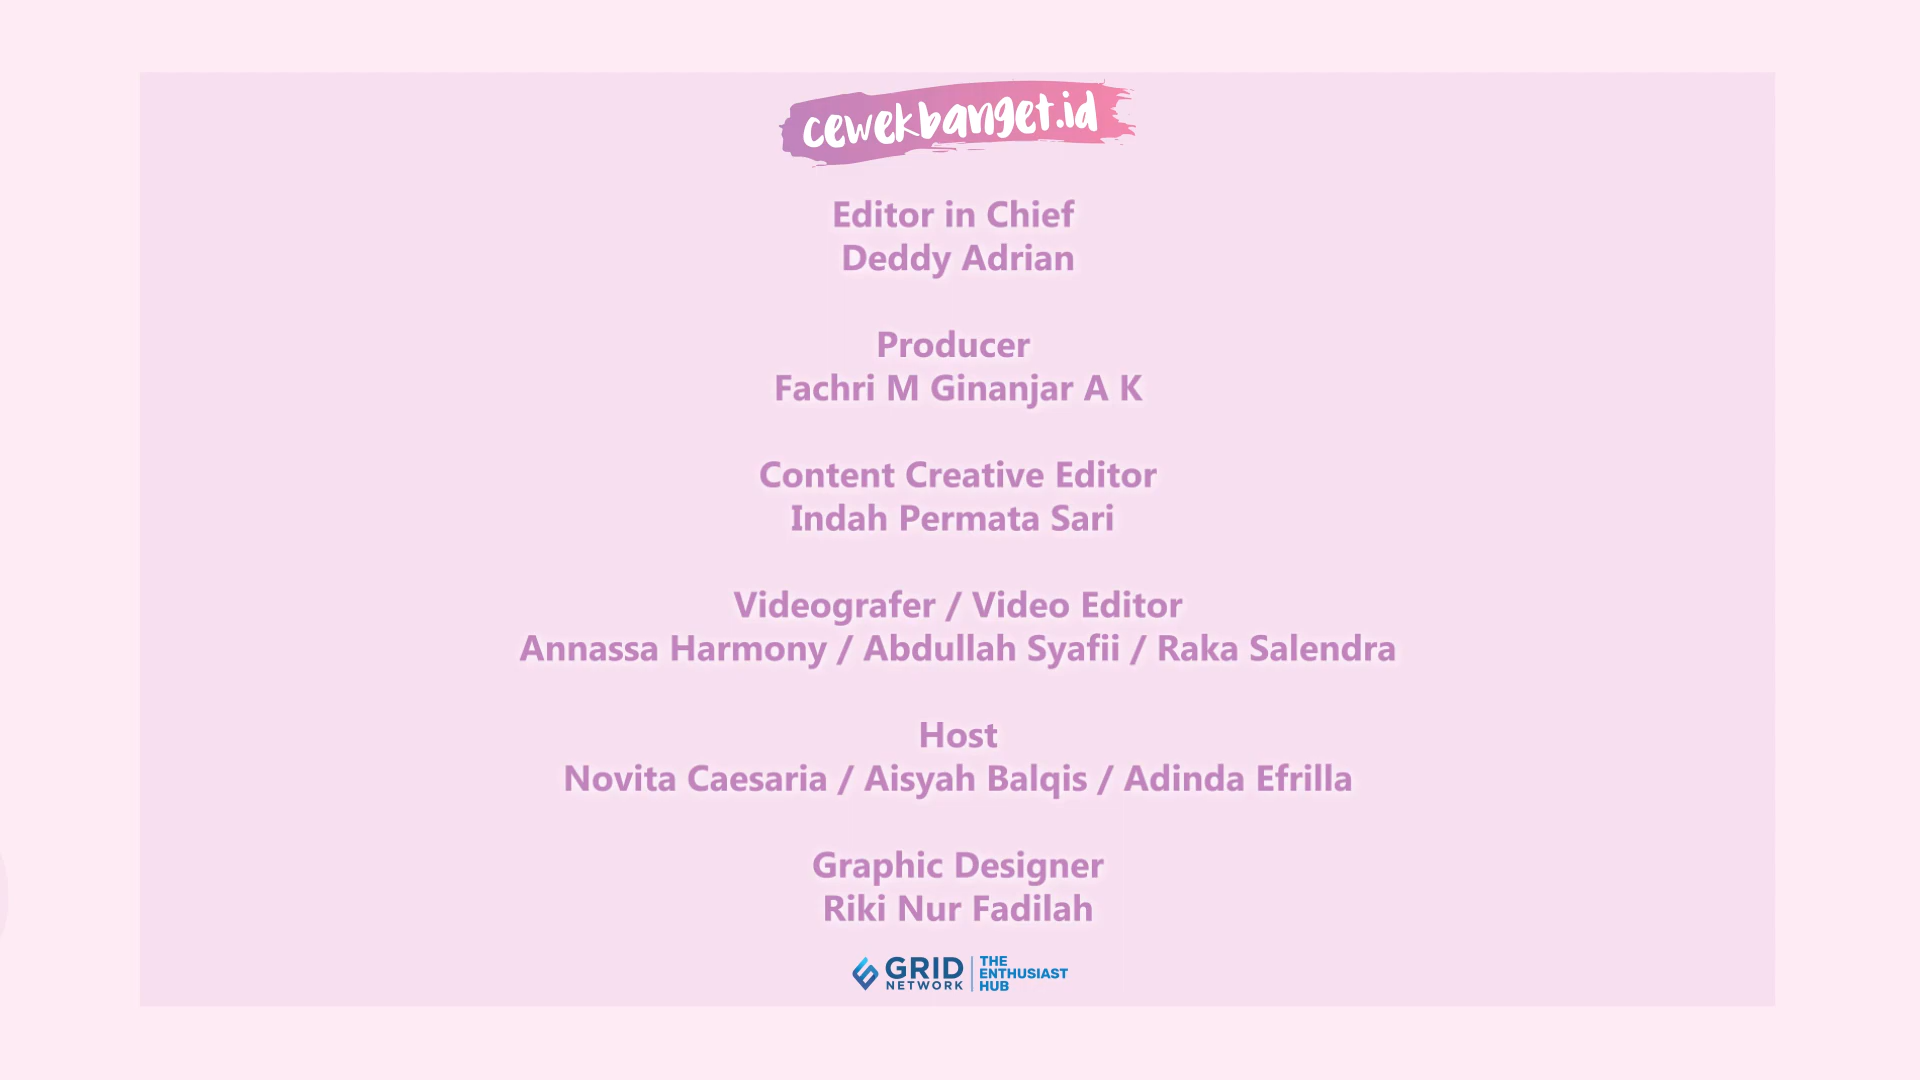 cewekbanget.id
Editor in Chief
Deddy Adrian
Producer
Fachri M Ginanjar A K
Content Creative Editor
Indah Permata Sari
Videografer / Video Editor
Annassa Harmony / Abdullah Syafii / Raka Salendra
Host
Novita Caesaria / Aisyah Balqis / Adinda Efrilla
Graphic Designer
Riki Nur Fadilah
GRID NETWORK
THE
ENTHUSIAST
HUB